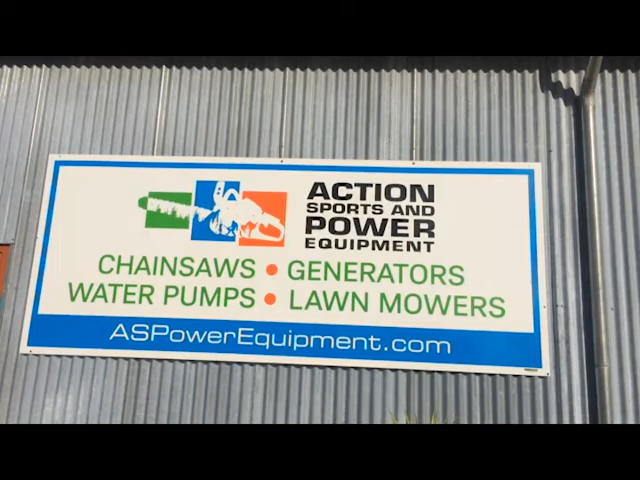 ACTION
SPORTS AND
POWER
EQUIPMENT
CHAINSAWS • GENERATORS
WATER PUMPS • LAWN MOWERS
ASPowerEquipment.com